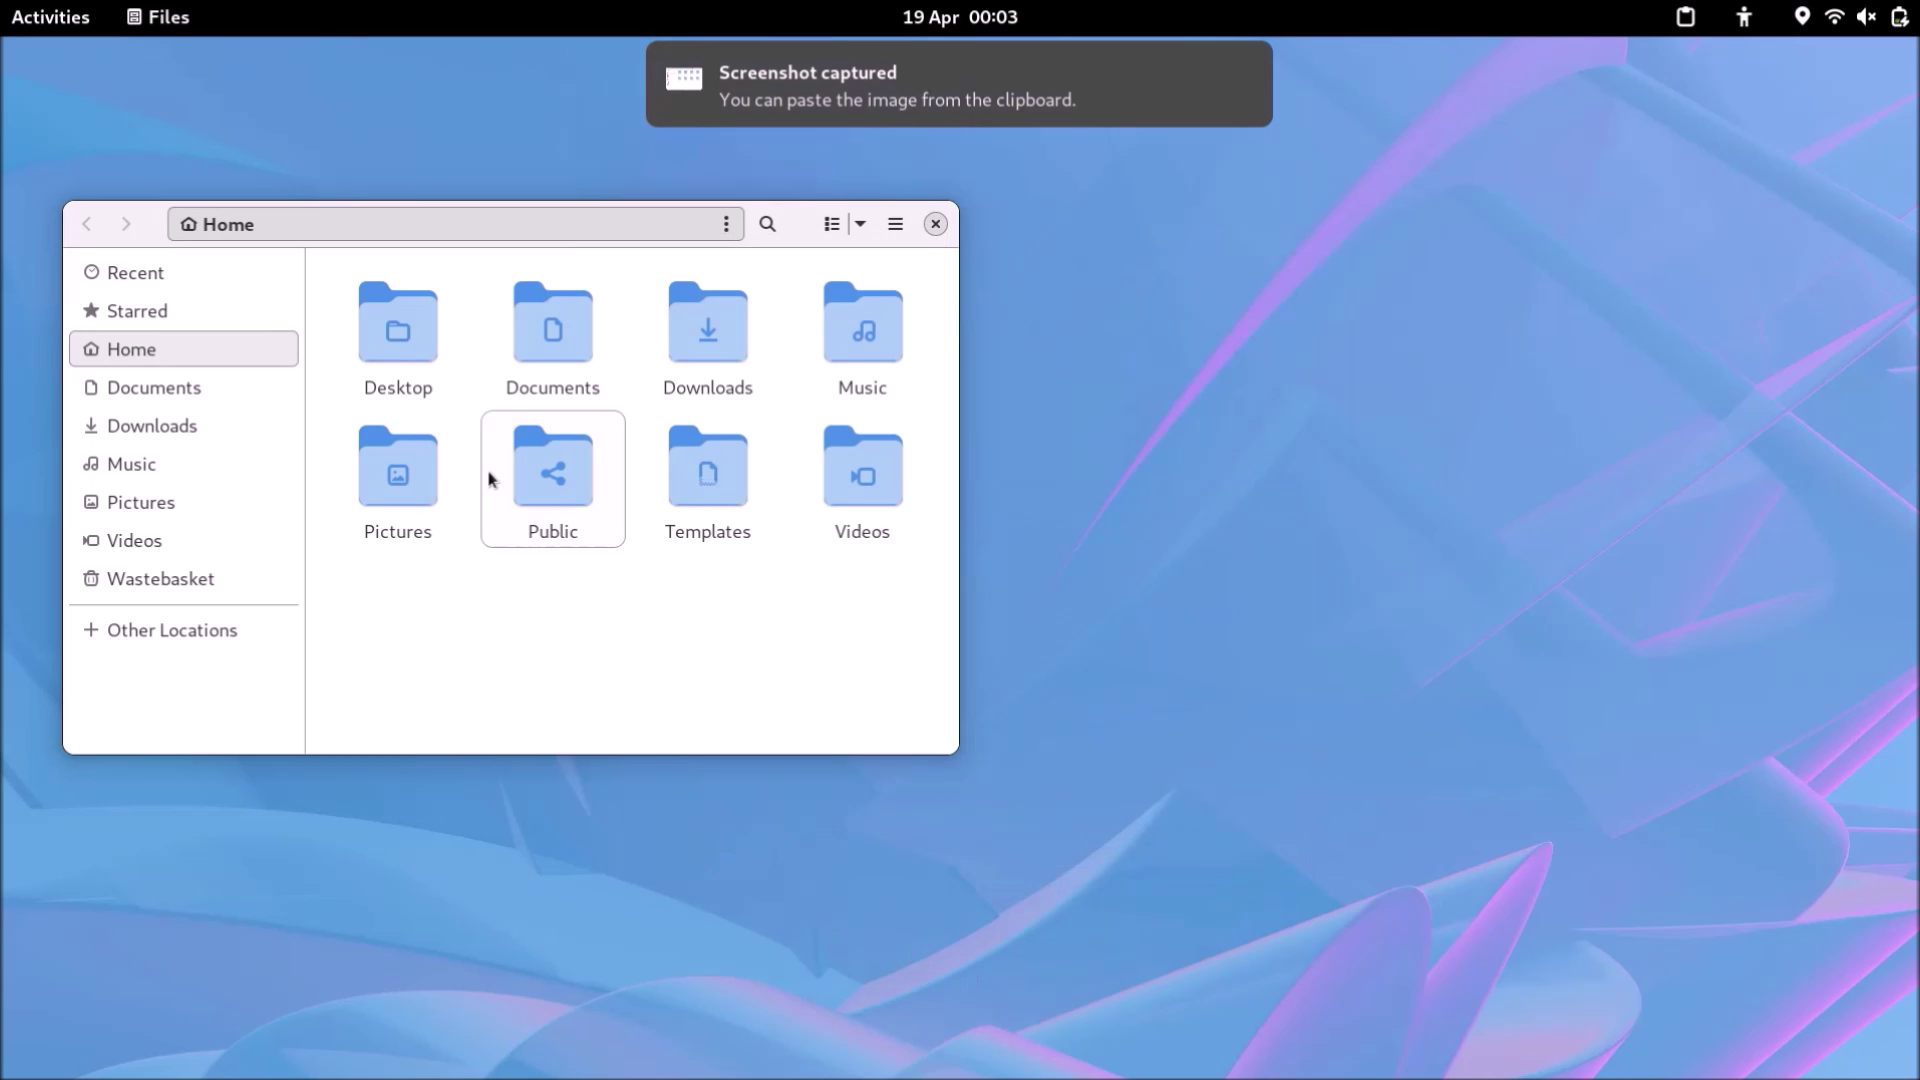 Activities Files 19 Apr 00:03
Screenshot captured
You can paste the image from the clipboard.
Home
Recent
Starred
Home
Documents
Downloads
Music
Pictures
Videos
Wastebasket
Other Locations
Desktop Documents Downloads Music
Pictures Public Templates Videos